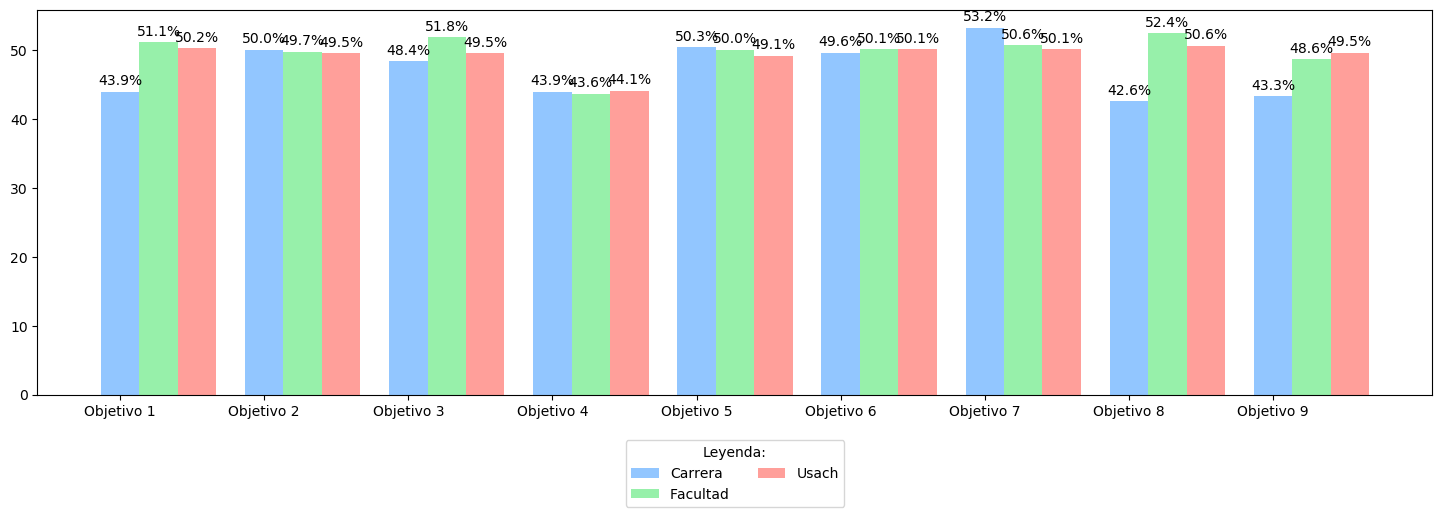 43.9% 51.1% 50.2% 50.0% 49.7% 49.5% 48.4% 51.8% 49.5% 43.9% 43.6% 44.1% 50.3% 50.0% 49.1% 49.6% 50.1% 50.1% 53.2% 50.6% 50.1% 42.6% 52.4% 50.6% 43.3% 48.6% 49.5%
50
40
30
20
10
0
Objetivo 1 Objetivo 2 Objetivo 3 Objetivo 4 Objetivo 5 Objetivo 6 Objetivo 7 Objetivo 8 Objetivo 9
Leyenda:
Carrera Usach
Facultad